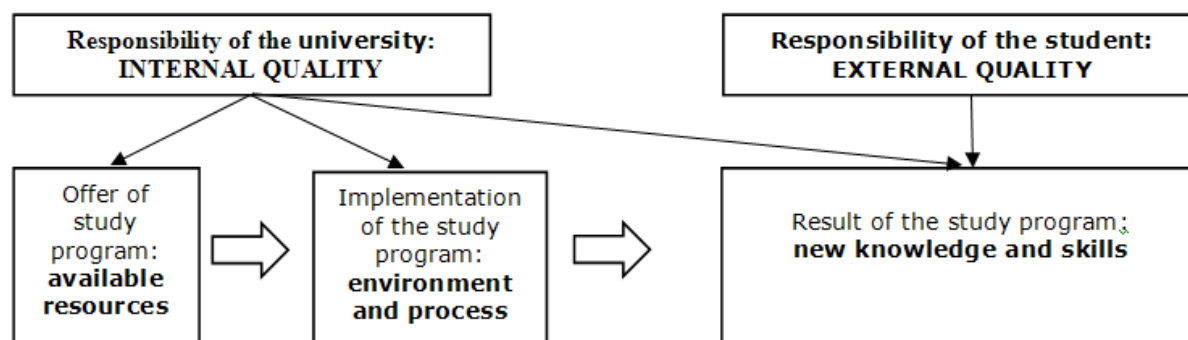 Responsibility of the university:
INTERNAL QUALITY
Responsibility of the student:
EXTERNAL QUALITY
Offer of
study
program:
available
resources
Implementation
of the study
program:
environment
and process
Result of the study program:
new knowledge and skills